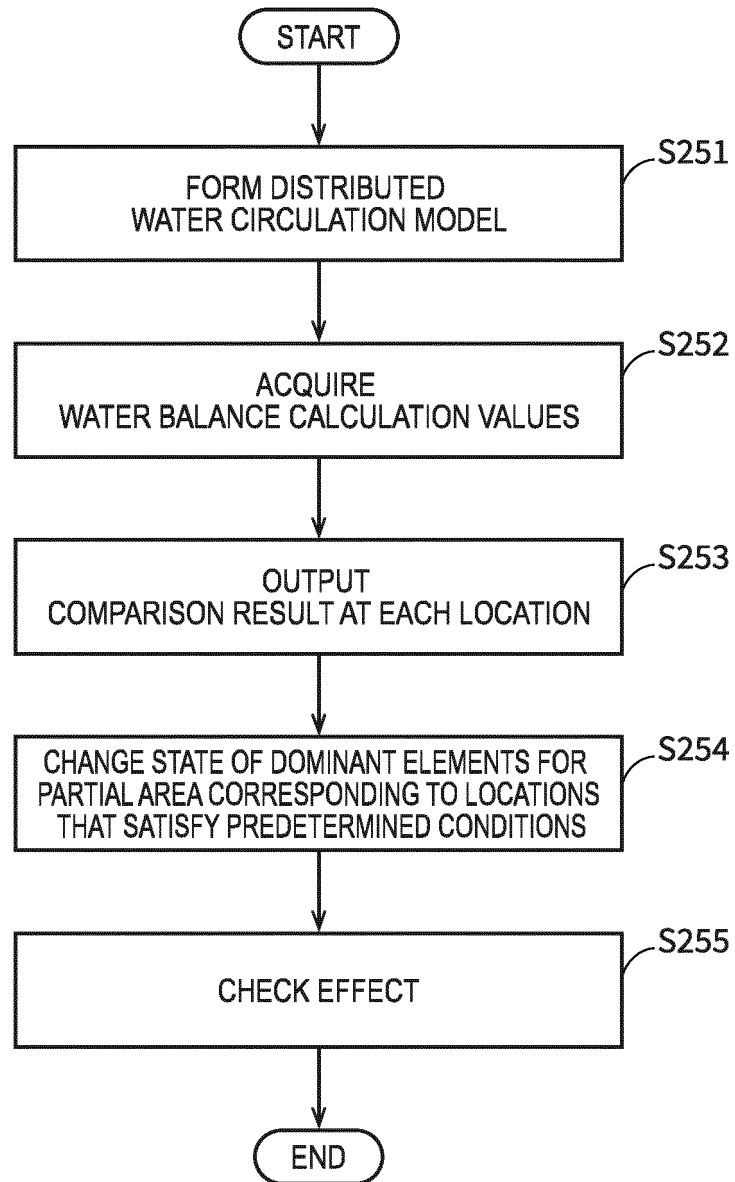 START
S251
FORM DISTRIBUTED
WATER CIRCULATION MODEL
S252
ACQUIRE
WATER BALANCE CALCULATION VALUES
S253
OUTPUT
COMPARISON RESULT AT EACH LOCATION
S254
CHANGE STATE OF DOMINANT ELEMENTS FOR
PARTIAL AREA CORRESPONDING TO LOCATIONS
THAT SATISFY PREDETERMINED CONDITIONS
S255
CHECK EFFECT
END